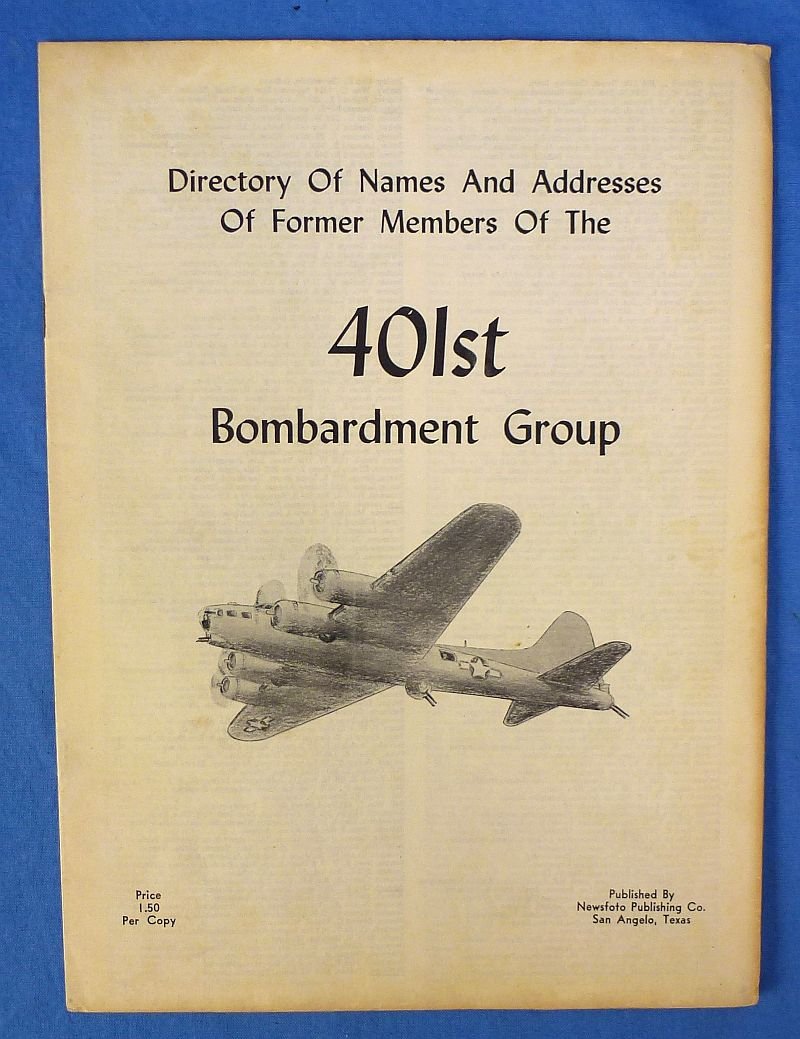 Directory Of Names And Addresses
Of Former Members Of The
401st
Bombardment Group
Price
1.50
Per Copy
Published By
Newsfoto Publishing Co.
San Angelo, Texas